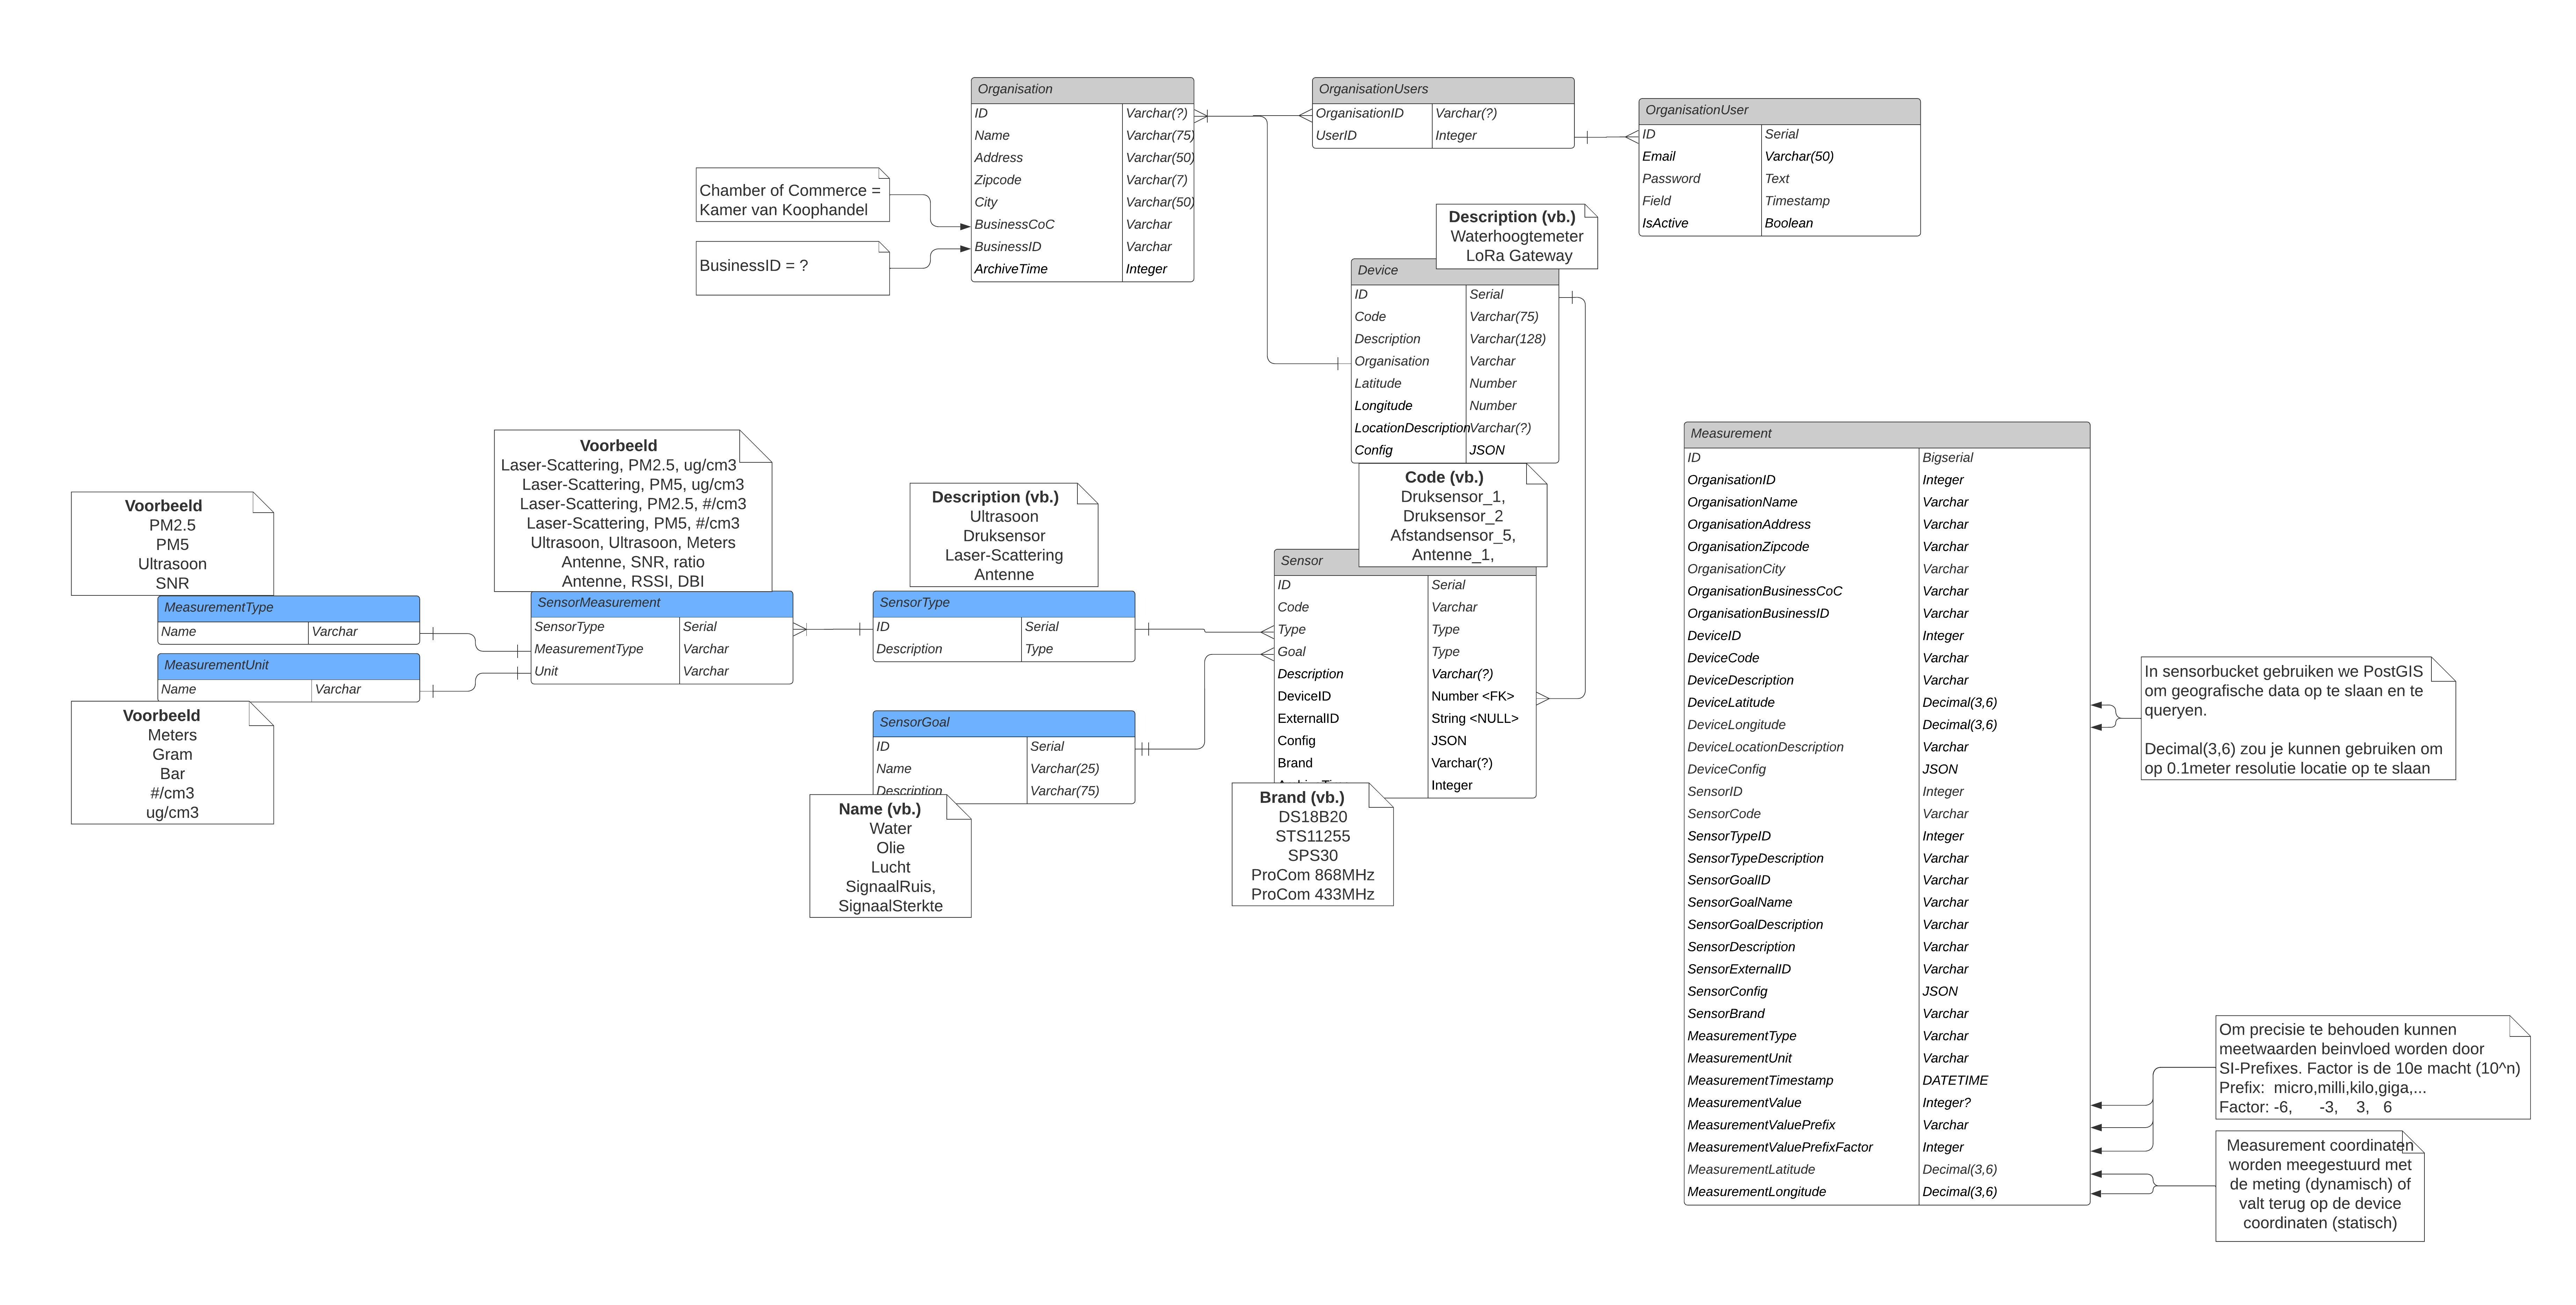 Organisation
ID Varchar(?)
Name Varchar(75)
Address Varchar(50)
Zipcode Varchar(7)
City Varchar(50)
BusinessCoC Varchar
BusinessID Varchar
ArchiveTime Integer
OrganisationUsers
OrganisationID Varchar(?)
UserID Integer
OrganisationUser
ID Serial
Email Varchar(50)
Password Text
Field Timestamp
IsActive Boolean
Chamber of Commerce =
Kamer van Koophandel
BusinessID = ?
Description (vb.)
Waterhoogtemeter
LoRa Gateway
Device
ID Serial
Code Varchar(75)
Description Varchar(128)
Organisation Varchar
Latitude Number
Longitude Number
LocationDescription Varchar(?)
Config JSON
Code (vb.)
Druksensor_1,
Druksensor_2
Afstandsensor_5,
Antenne_1,
Voorbeeld
PM2.5
PM5
Ultrasoon
SNR
MeasurementType
Name Varchar
MeasurementUnit
Name Varchar
Voorbeeld
Meters
Gram
Bar
#/cm3
ug/cm3
Voorbeeld
Laser-Scattering, PM2.5, ug/cm3
Laser-Scattering, PM5, ug/cm3
Laser-Scattering, PM2.5, #/cm3
Laser-Scattering, PM5, #/cm3
Ultrasoon, Ultrasoon, Meters
Antenne, SNR, ratio
Antenne, RSSI, DBI
SensorMeasurement
SensorType Serial
MeasurementType Varchar
Unit Varchar
Description (vb.)
Ultrasoon
Druksensor
Laser-Scattering
Antenne
SensorType
ID Serial
Description Type
SensorGoal
ID Serial
Name Varchar(25)
Description Varchar(75)
Name (vb.)
Water
Olie
Lucht
SignaalRuis,
SignaalSterkte
Sensor
ID Serial
Code Varchar
Type Type
Goal Type
Description Varchar(?)
DeviceID Number <FK>
ExternalID String <NULL>
Config JSON
Brand Varchar(?)
Integer
Brand (vb.)
DS18B20
STS11255
SPS30
ProCom 868MHz
ProCom 433MHz
Measurement
ID Bigserial
OrganisationID Integer
OrganisationName Varchar
OrganisationAddress Varchar
OrganisationZipcode Varchar
OrganisationCity Varchar
OrganisationBusinessCoC Varchar
OrganisationBusinessID Varchar
DeviceID Integer
DeviceCode Varchar
DeviceDescription Varchar
DeviceLatitude Decimal(3,6)
DeviceLongitude Decimal(3,6)
DeviceLocationDescription Varchar
DeviceConfig JSON
SensorID Integer
SensorCode Varchar
SensorTypeID Integer
SensorTypeDescription Varchar
SensorGoalID Varchar
SensorGoalName Varchar
SensorGoalDescription Varchar
SensorDescription Varchar
SensorExternalID Varchar
SensorConfig JSON
SensorBrand Varchar
MeasurementType Varchar
MeasurementUnit Varchar
MeasurementTimestamp DATETIME
MeasurementValue Integer?
MeasurementValuePrefix Varchar
MeasurementValuePrefixFactor Integer
MeasurementLatitude Decimal(3,6)
MeasurementLongitude Decimal(3,6)
In sensorbucket gebruiken we PostGIS
om geografische data op te slaan en te
queryen.
Decimal(3,6) zou je kunnen gebruiken om
op 0.1meter resolutie locatie op te slaan
Om precisie te behouden kunnen
meetwaarden beinvloed worden door
SI-Prefixes. Factor is de 10e macht (10^n)
Prefix: micro,milli,kilo,giga,...
Factor: -6, -3, 3, 6
Measurement coordinaten
worden meegestuurd met
de meting (dynamisch) of
valt terug op de device
coordinaten (statisch)